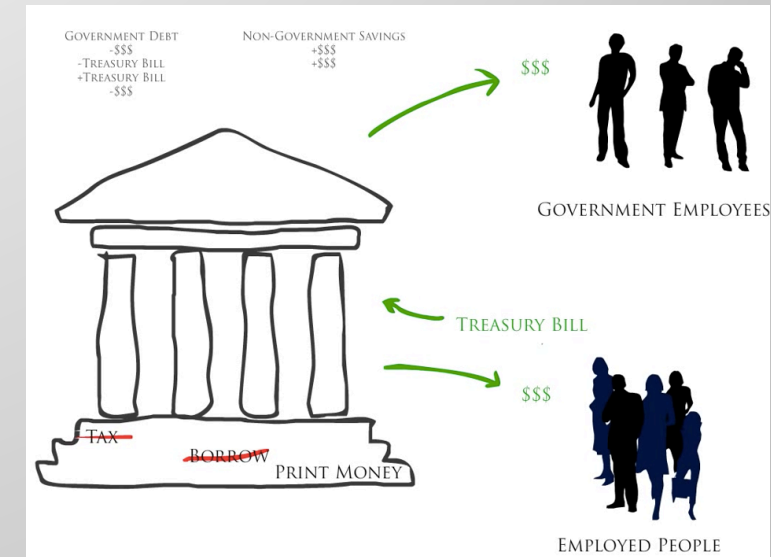 GOVERNMENT DEBT
-$$$
-TREASURY BILL
+TREASURY BILL
-$$$
NON-GOVERNMENT SAVINGS
+$$$
+$$$
$$$
GOVERNMENT EMPLOYEES
TREASURY BILL
$$$
TAX
BORROW
PRINT MONEY
EMPLOYED PEOPLE